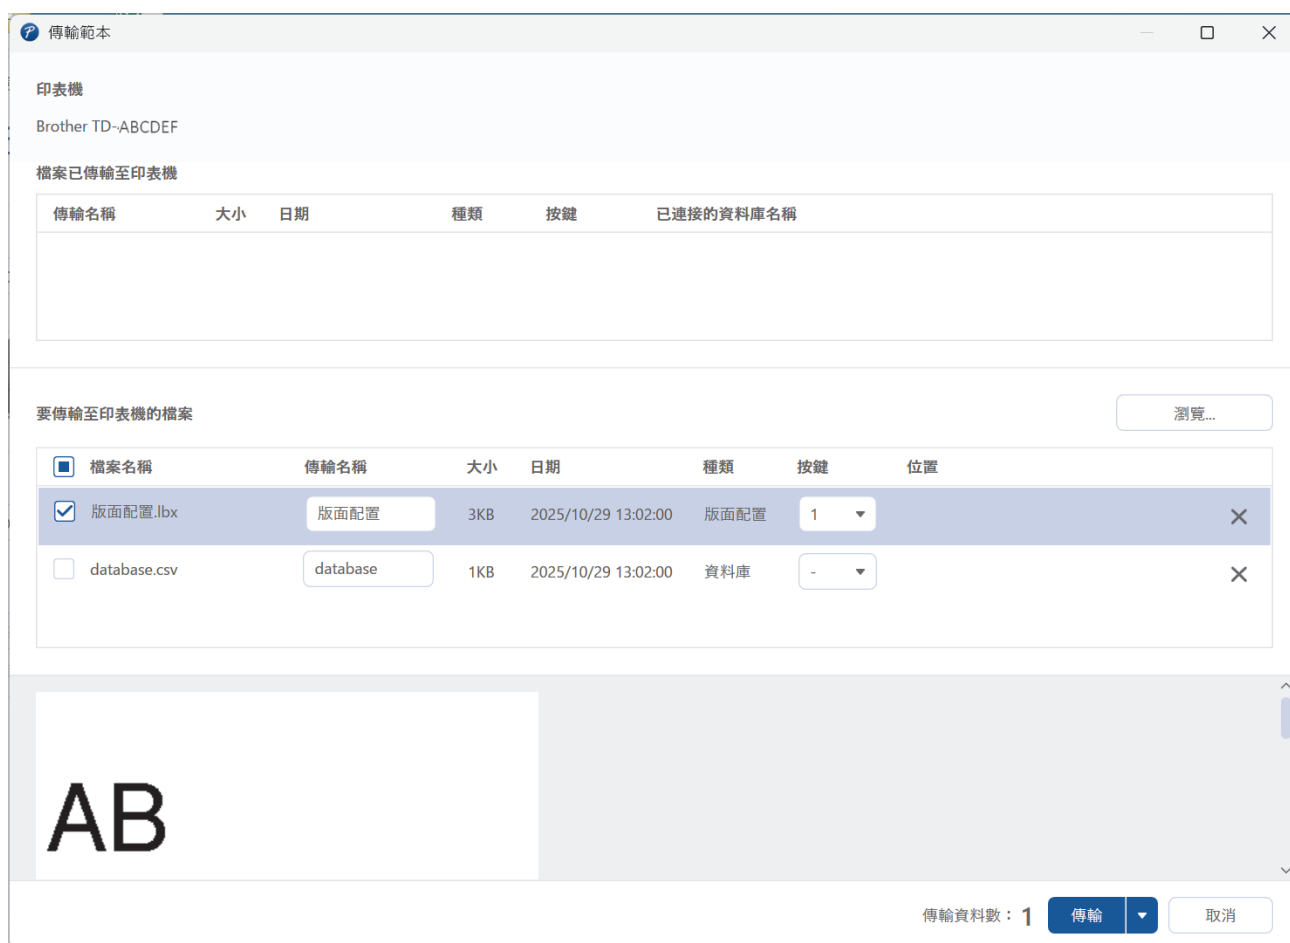 傳輸範本
印表機
Brother TD-ABCDEF
檔案已傳輸至印表機
傳輸名稱 大小 日期 種類 按鍵 已連接的資料庫名稱
要傳輸至印表機的檔案 瀏覽...
檔案名稱 傳輸名稱 大小 日期 種類 按鍵 位置
版面配置.lbx 版面配置 3KB 2025/10/29 13:02:00 版面配置 1
database.csv database 1KB 2025/10/29 13:02:00 資料庫 -
AB
傳輸資料數：1 傳輸 取消